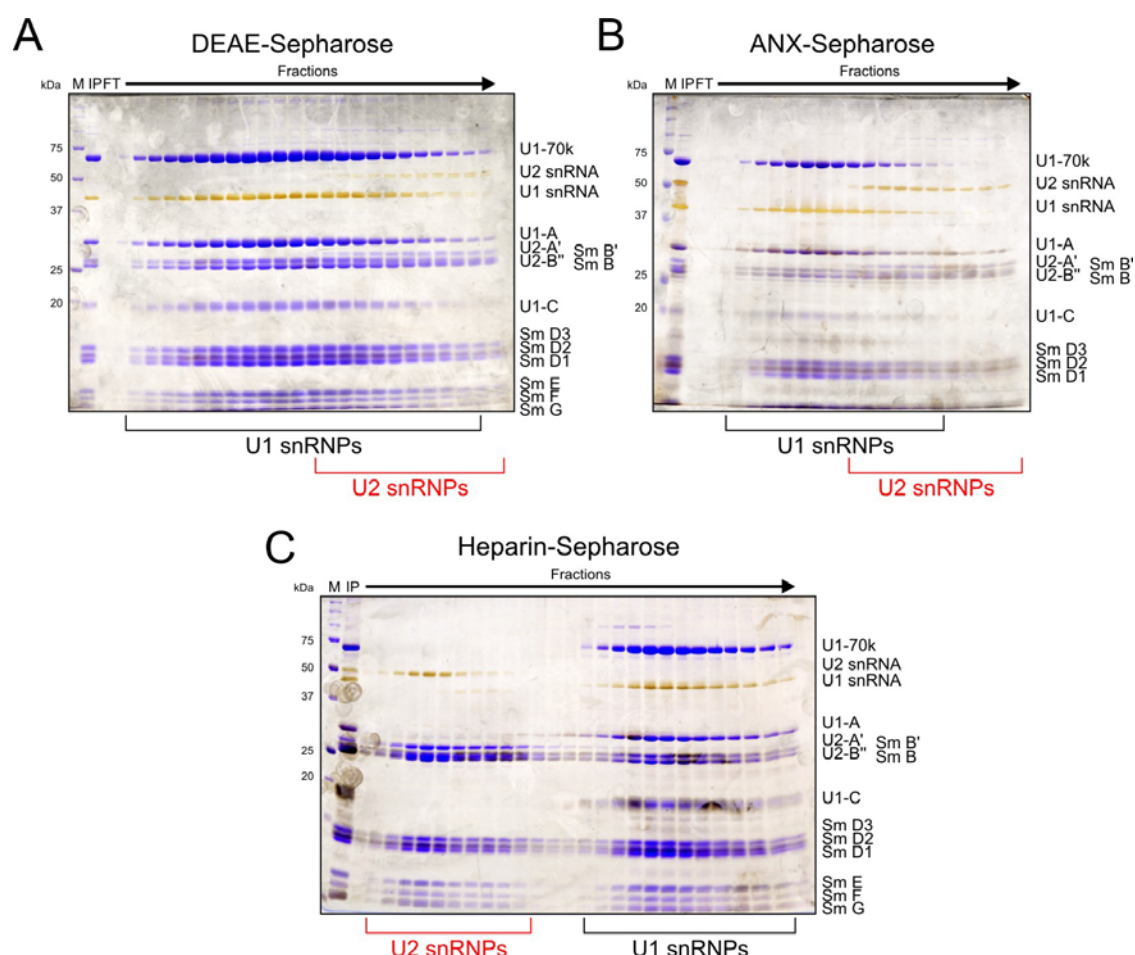 A
DEAE-Sepharose
Fractions
kDa M IPFT
75
50
37
25
20
U1-70k
U2 snRNA
U1 snRNA
U1-A
U2-A' Sm B'
U2-B" Sm B
U1-C
Sm D3
Sm D2
Sm D1
Sm E
Sm F
Sm G
U1 snRNPs
U2 snRNPs
B
ANX-Sepharose
Fractions
kDa M IPFT
75
50
37
25
20
U1-70k
U2 snRNA
U1 snRNA
U1-A
U2-A' Sm B'
U2-B" Sm B
U1-C
Sm D3
Sm D2
Sm D1
U1 snRNPs
U2 snRNPs
C
Heparin-Sepharose
Fractions
kDa M IP
75
50
37
25
20
U1-70k
U2 snRNA
U1 snRNA
U1-A
U2-A' Sm B'
U2-B" Sm B
U1-C
Sm D3
Sm D2
Sm D1
Sm E
Sm F
Sm G
U2 snRNPs
U1 snRNPs